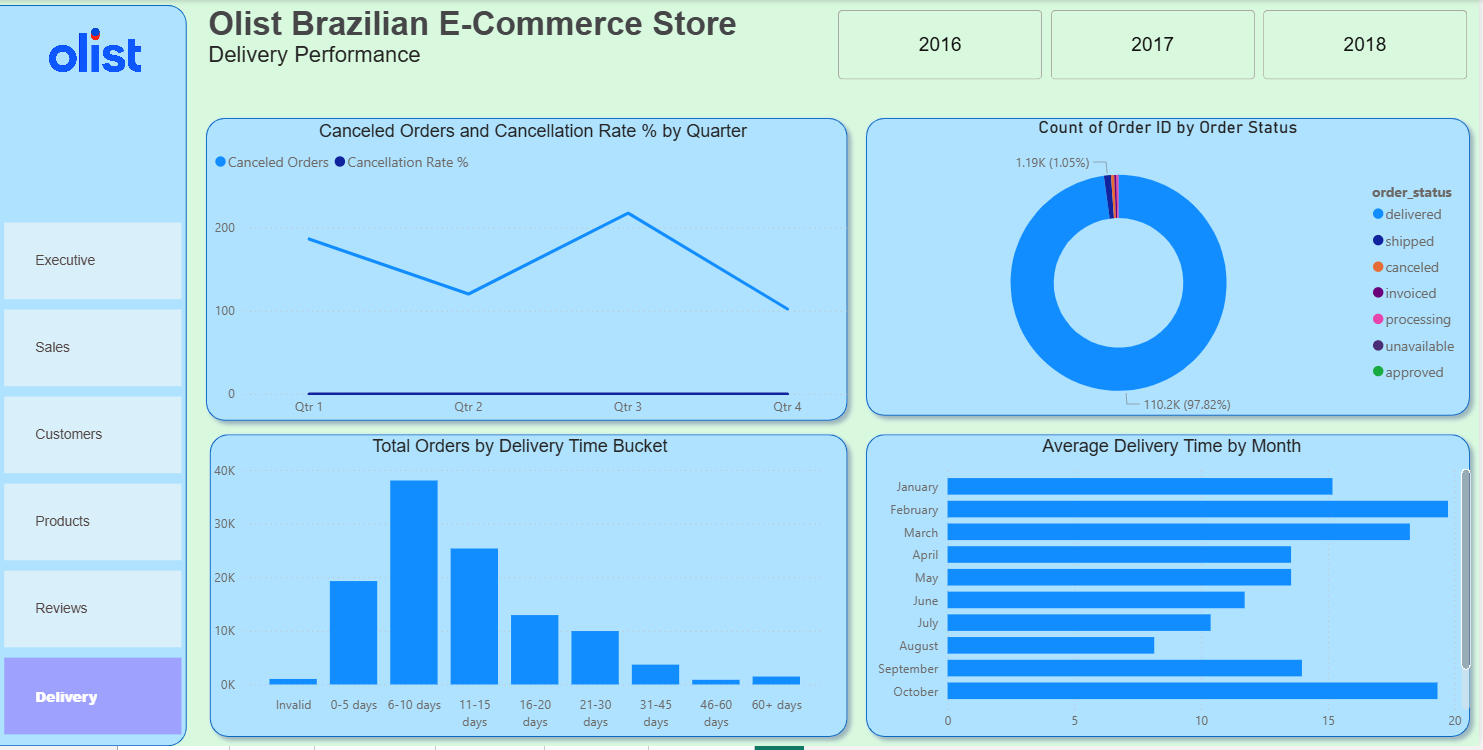 olist
Olist Brazilian E-Commerce Store
Delivery Performance
2016
2017
2018
Executive
Sales
Customers
Products
Reviews
Delivery
Canceled Orders and Cancellation Rate % by Quarter
Canceled Orders
Cancellation Rate %
200
100
0
Qtr 1
Qtr 2
Qtr 3
Qtr 4
Count of Order ID by Order Status
1.19K (1.05%)
110.2K (97.82%)
order_status
delivered
shipped
canceled
invoiced
processing
unavailable
approved
Total Orders by Delivery Time Bucket
40K
30K
20K
10K
0K
Invalid
0-5 days
6-10 days
11-15
days
16-20
days
21-30
days
31-45
days
46-60
days
60+ days
Average Delivery Time by Month
January
February
March
April
May
June
July
August
September
October
0
5
10
15
20